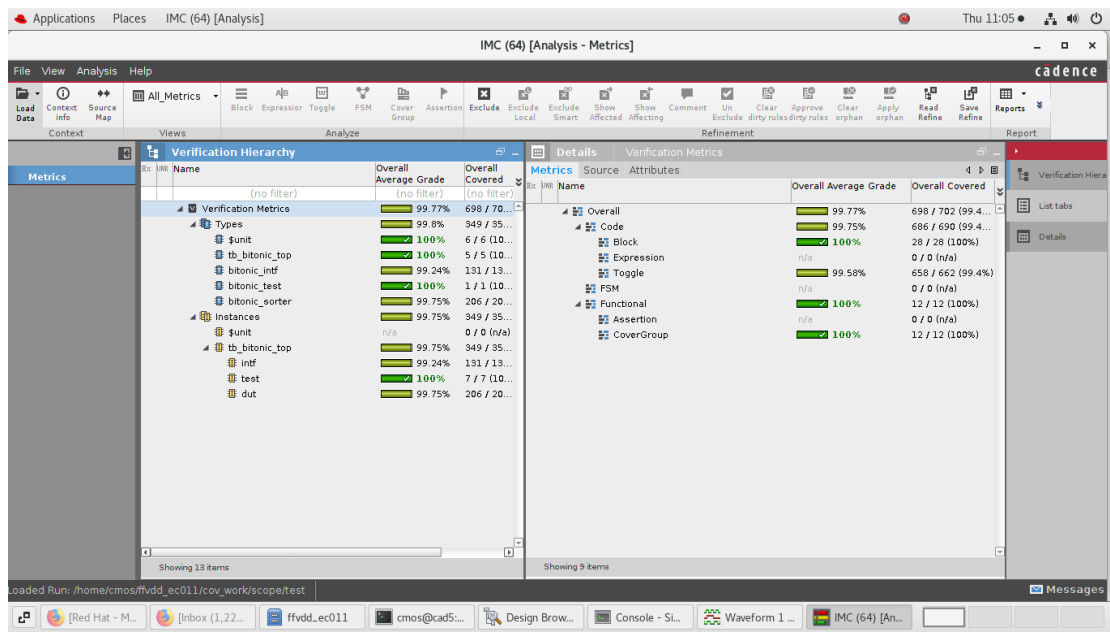 Applications Places IMC (64) [Analysis] Thu 11:05
IMC (64) [Analysis - Metrics]
File View Analysis Help cādence
Load Data Context info Source Map All_Metrics Block Expression Toggle FSM Cover Group Assertion Exclude Exclude Local Exclude Smart Show Affected Show Affecting Comment Un Exclude Clear dirty rules Approve dirty rules Clear orphan Apply orphan Read Refine Save Refine Reports
Context Views Analyze Refinement Report
Metrics
Verification Hierarchy
Ex UNR Name Overall Average Grade Overall Covered
(no filter) (no filter) (no filter)
Verification Metrics 99.77% 698 / 70...
Types 99.8% 349 / 35...
$unit 100% 6 / 6 (10...
tb_bitonic_top 100% 5 / 5 (10...
bitonic_intf 99.24% 131 / 13...
bitonic_test 100% 1 / 1 (10...
bitonic_sorter 99.75% 206 / 20...
Instances 99.75% 349 / 35...
$unit n/a 0 / 0 (n/a)
tb_bitonic_top 99.75% 349 / 35...
intf 99.24% 131 / 13...
test 100% 7 / 7 (10...
dut 99.75% 206 / 20...
Showing 13 items
Details Verification Metrics
Metrics Source Attributes
Ex UNR Name Overall Average Grade Overall Covered
Overall 99.77% 698 / 702 (99.4...
Code 99.75% 686 / 690 (99.4...
Block 100% 28 / 28 (100%)
Expression n/a 0 / 0 (n/a)
Toggle 99.58% 658 / 662 (99.4%)
FSM n/a 0 / 0 (n/a)
Functional 100% 12 / 12 (100%)
Assertion n/a 0 / 0 (n/a)
CoverGroup 100% 12 / 12 (100%)
Showing 9 items
Verification Hiera
List tabs
Details
Loaded Run: /home/cmos/ffvdd_ec011/cov_work/scope/test Messages
[Red Hat - M... [Inbox (1,22... ffvdd_ec011 cmos@cad5:... Design Brow... Console - Si... Waveform 1 ... IMC (64) [An...